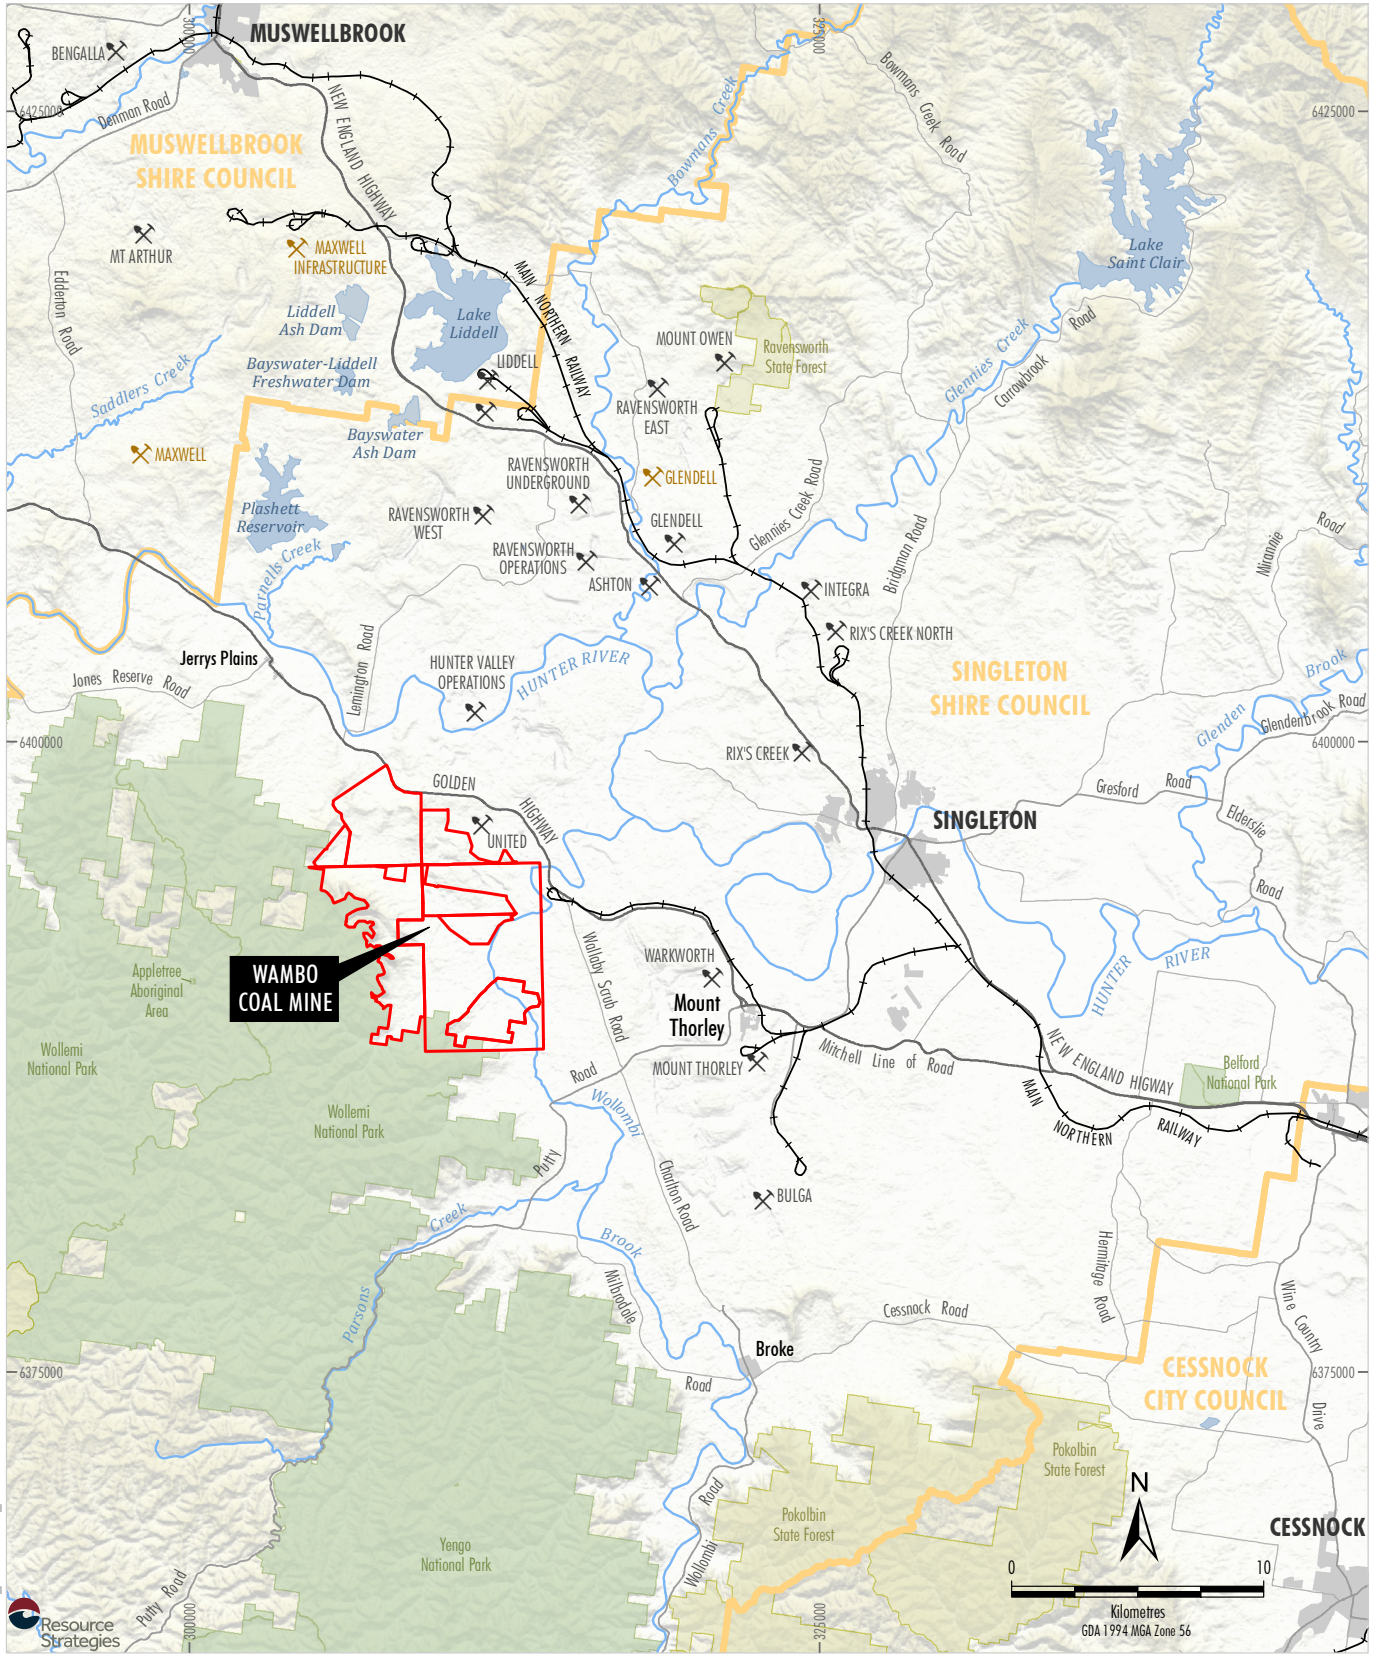 MUSWELLBROOK
300000
325000
BENGALLA
6425000
6425000
Denman Road
NEW ENGLAND HIGHWAY
Bowmans Creek
Bowmans Creek Road
MUSWELLBROOK
SHIRE COUNCIL
MT ARTHUR
MAXWELL
INFRASTRUCTURE
Lake
Saint Clair
Edderton Road
Liddell
Ash Dam
Lake
Liddell
MAIN NORTHERN RAILWAY
MOUNT OWEN
Ravensworth
State Forest
Glennies Creek
Carrowbrook Road
Saddlers Creek
Bayswater-Liddell
Freshwater Dam
LIDDELL
RAVENSWORTH
EAST
Bayswater
Ash Dam
MAXWELL
RAVENSWORTH
UNDERGROUND
GLENDELL
Plashett
Reservoir
RAVENSWORTH
WEST
GLENDELL
Glennies Creek Road
Bridgman Road
Mirannie
Road
Parnells Creek
RAVENSWORTH
OPERATIONS
ASHTON
INTEGRA
RIX'S CREEK NORTH
Jerrys Plains
Jones Reserve Road
Lemington Road
HUNTER VALLEY
OPERATIONS
HUNTER RIVER
SINGLETON
SHIRE COUNCIL
Glenden
Brook
Glendenbrook Road
6400000
6400000
RIX'S CREEK
GOLDEN
HIGHWAY
UNITED
Gresford Road
Elderslie
Road
SINGLETON
WAMBO
COAL MINE
Appletree
Aboriginal
Area
Wallaby Scrub Road
WARKWORTH
Mount
Thorley
HUNTER RIVER
Wollemi
National Park
MOUNT THORLEY
Mitchell Line of Road
NEW ENGLAND HIGWAY
Belford
National Park
MAIN
NORTHERN
RAILWAY
Wollemi
National Park
Putty
Road
Wollombi
Brook
Charlton Road
BULGA
Parsons
Creek
Milbrodale
Road
Hermitage Road
Wine Country
Drive
Cessnock Road
Broke
6375000
6375000
CESSNOCK
CITY COUNCIL
Pokolbin
State Forest
Pokolbin
State Forest
Wollombi
Road
Yengo
National Park
Putty Road
CESSNOCK
N
0
10
Kilometres
GDA 1994 MGA Zone 56
Resource
Strategies
300000
325000